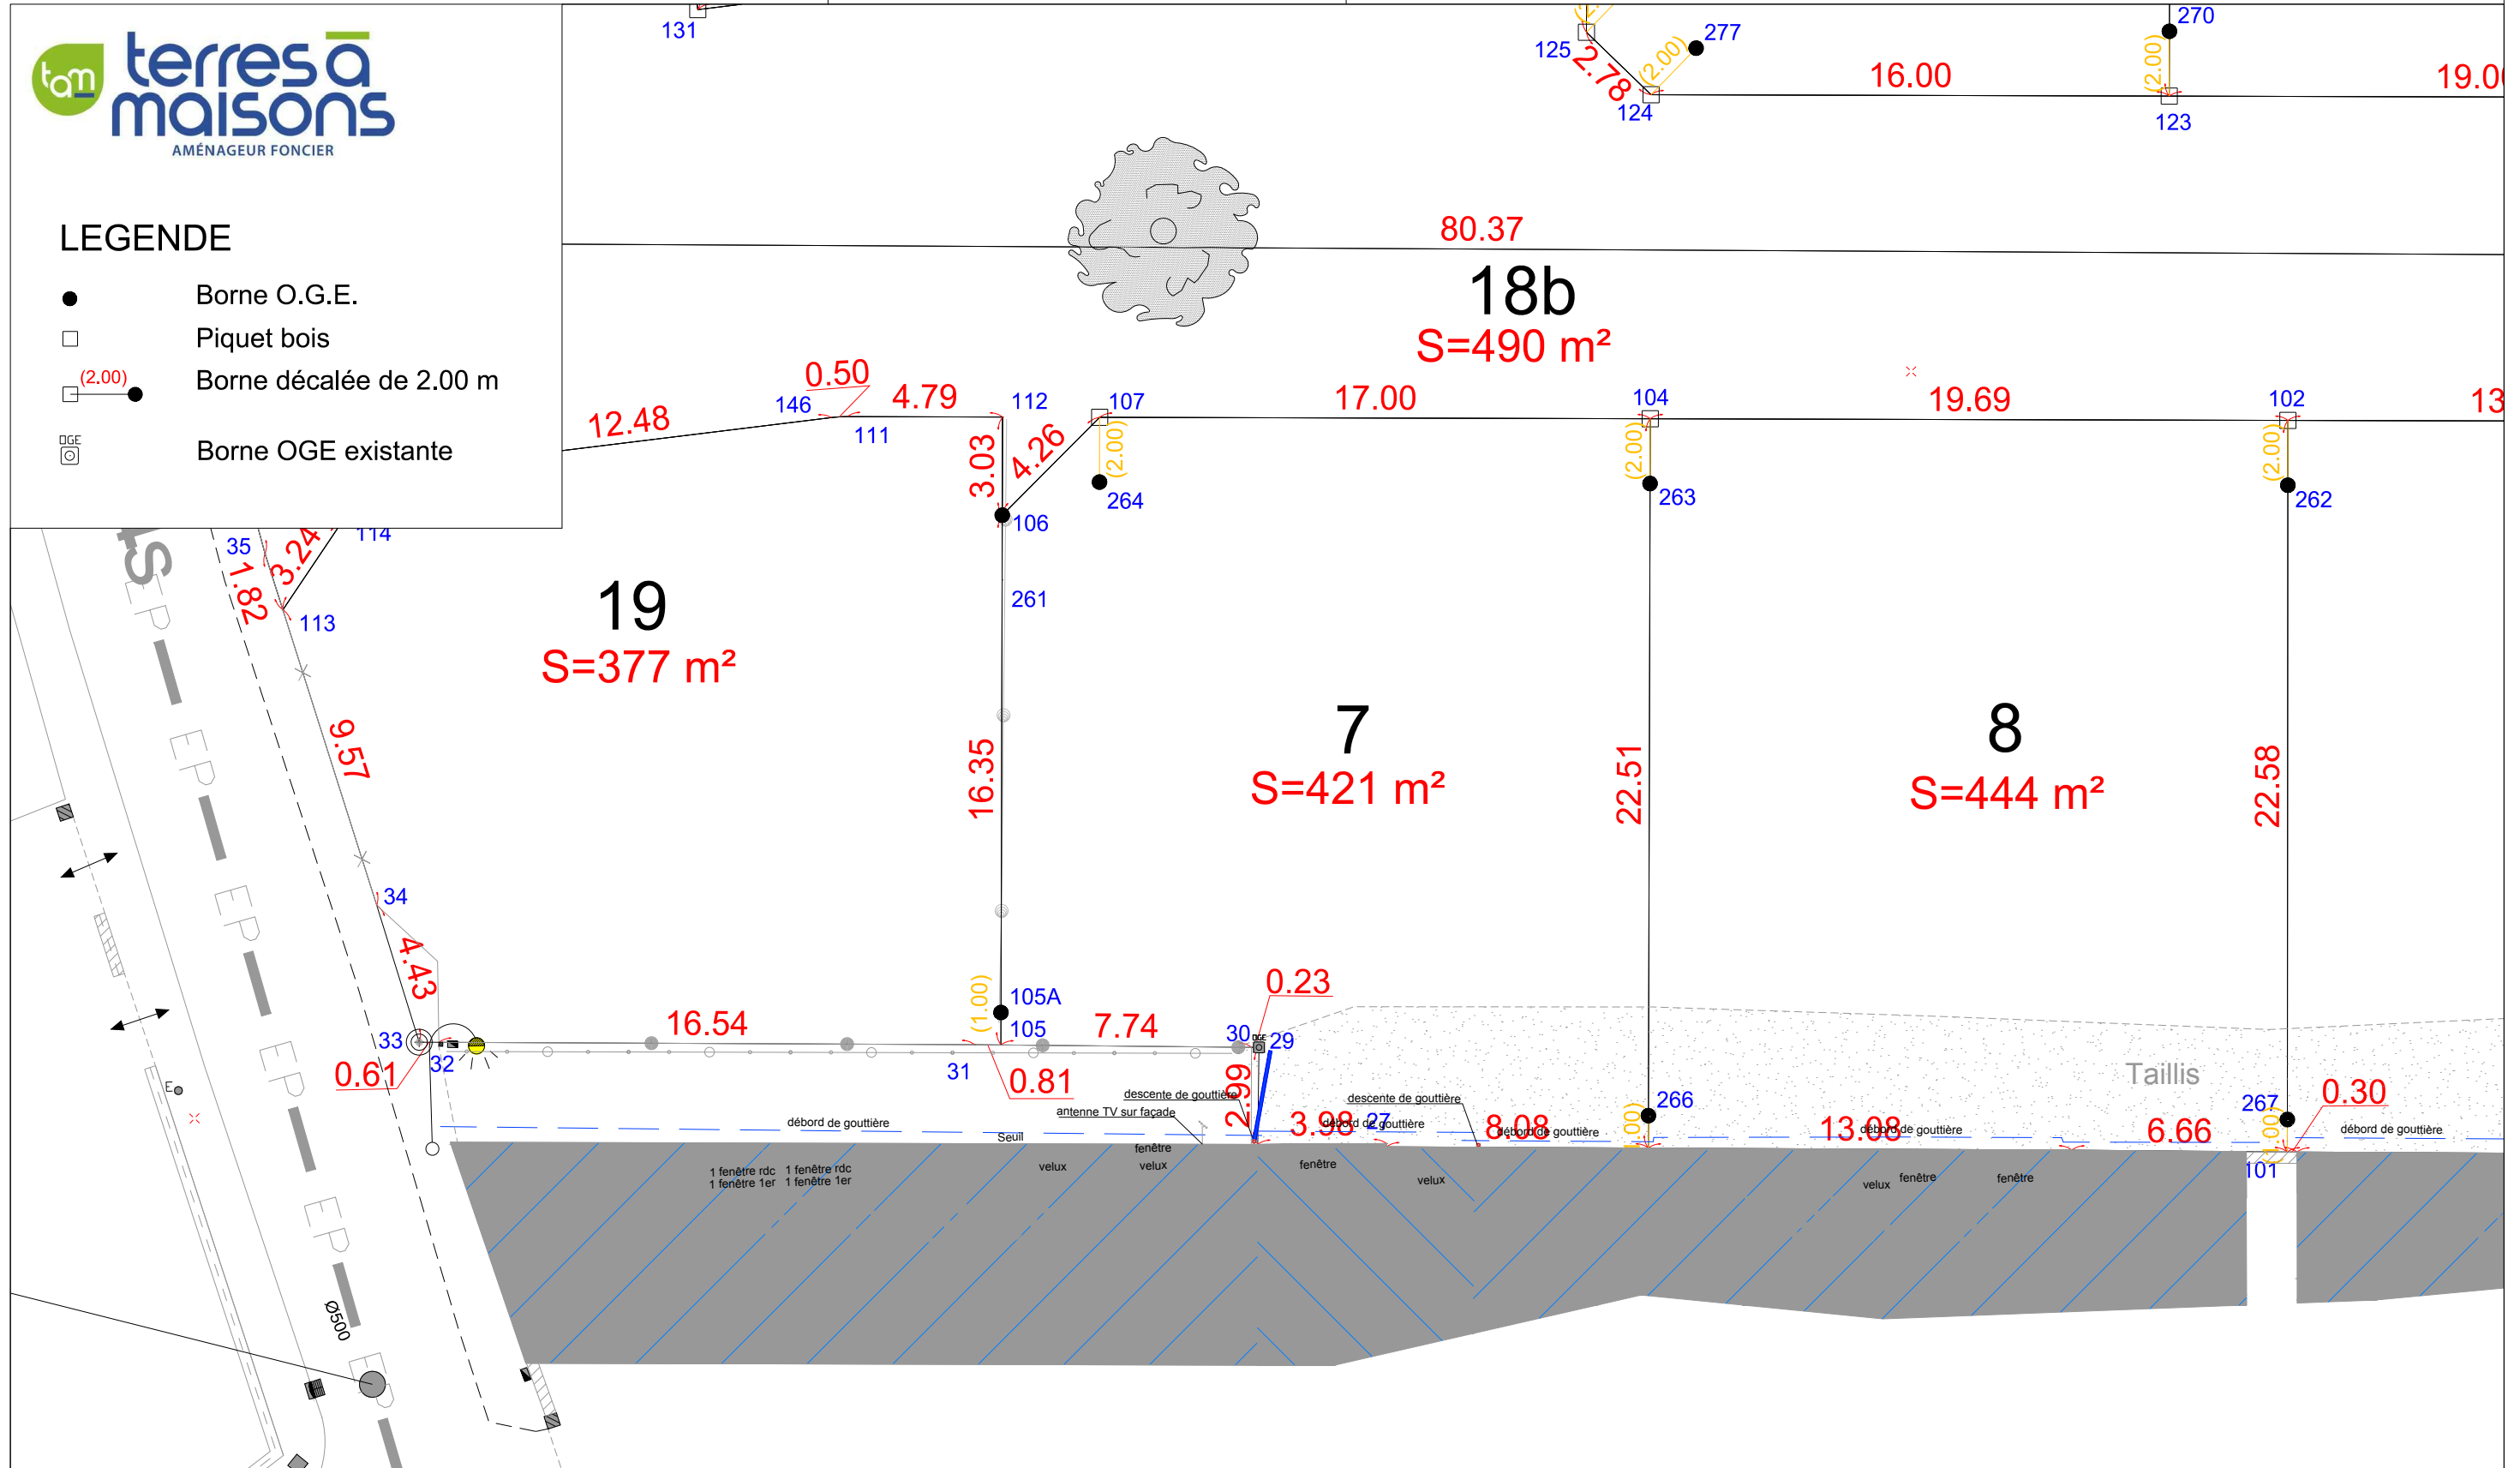 tam terres à maisons
AMÉNAGEUR FONCIER
LEGENDE
Borne O.G.E.
Piquet bois
(2.00) Borne décalée de 2.00 m
OGE Borne OGE existante
131
125
2.78
(2.00)
277
124
16.00
270
(2.00)
123
80.37
18b
S=490 m²
12.48
146
0.50
111
4.79
112
107
17.00
104
19.69
102
3.03
4.26
(2.00)
264
(2.00)
263
(2.00)
262
106
261
35
3.24
114
1.82
113
19
S=377 m²
9.57
16.35
7
S=421 m²
22.51
8
S=444 m²
22.58
34
4.43
33
32
0.61
16.54
(1.00)
105A
105
31
0.81
7.74
30
OGE
29
0.23
2.99
descente de gouttière
antenne TV sur façade
descente de gouttière
Taillis
266
267
0.30
débord de gouttière
3.98
27
débord de gouttière
8.08
débord de gouttière
13.08
débord de gouttière
6.66
débord de gouttière
101
Seuil
fenêtre
1 fenêtre rdc 1 fenêtre rdc
1 fenêtre 1er 1 fenêtre 1er
velux
velux
fenêtre
velux
velux
fenêtre
fenêtre
E
EP
EP
EP
EP
EP
EP
Ø500